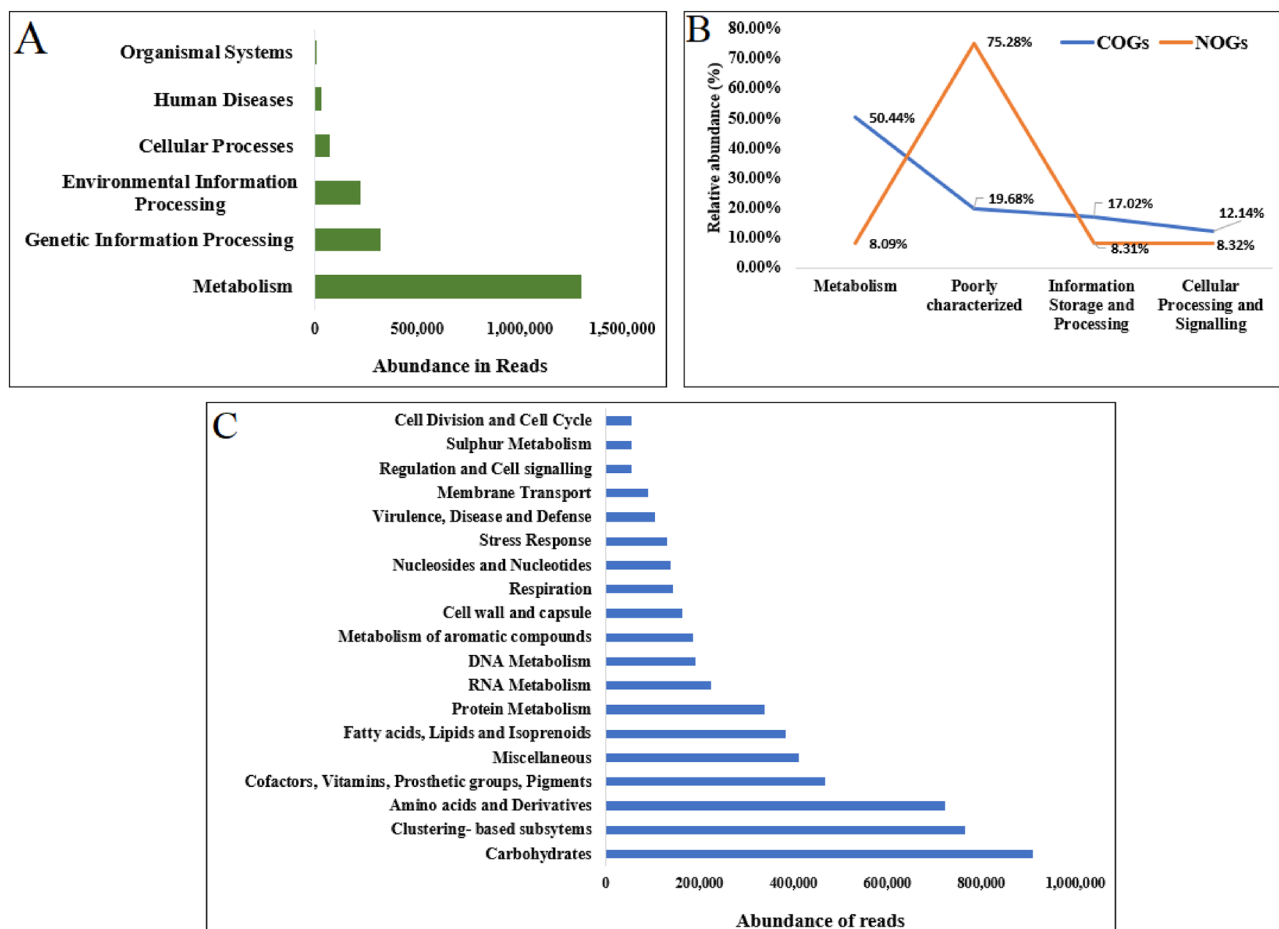 A
Organismal Systems
Human Diseases
Cellular Processes
Environmental Information
Processing
Genetic Information Processing
Metabolism
0
500,000
1,000,000
1,500,000
Abundance in Reads
B
COGs
NOGs
Relative abundance (%)
80.00%
70.00%
60.00%
50.00%
40.00%
30.00%
20.00%
10.00%
0.00%
75.28%
50.44%
19.68%
17.02%
12.14%
8.09%
8.31%
8.32%
Metabolism
Poorly
characterized
Information
Storage and
Processing
Cellular
Processing and
Signalling
C
Cell Division and Cell Cycle
Sulphur Metabolism
Regulation and Cell signalling
Membrane Transport
Virulence, Disease and Defense
Stress Response
Nucleosides and Nucleotides
Respiration
Cell wall and capsule
Metabolism of aromatic compounds
DNA Metabolism
RNA Metabolism
Protein Metabolism
Fatty acids, Lipids and Isoprenoids
Miscellaneous
Cofactors, Vitamins, Prosthetic groups, Pigments
Amino acids and Derivatives
Clustering- based subsytems
Carbohydrates
0
200,000
400,000
600,000
800,000
1,000,000
Abundance of reads